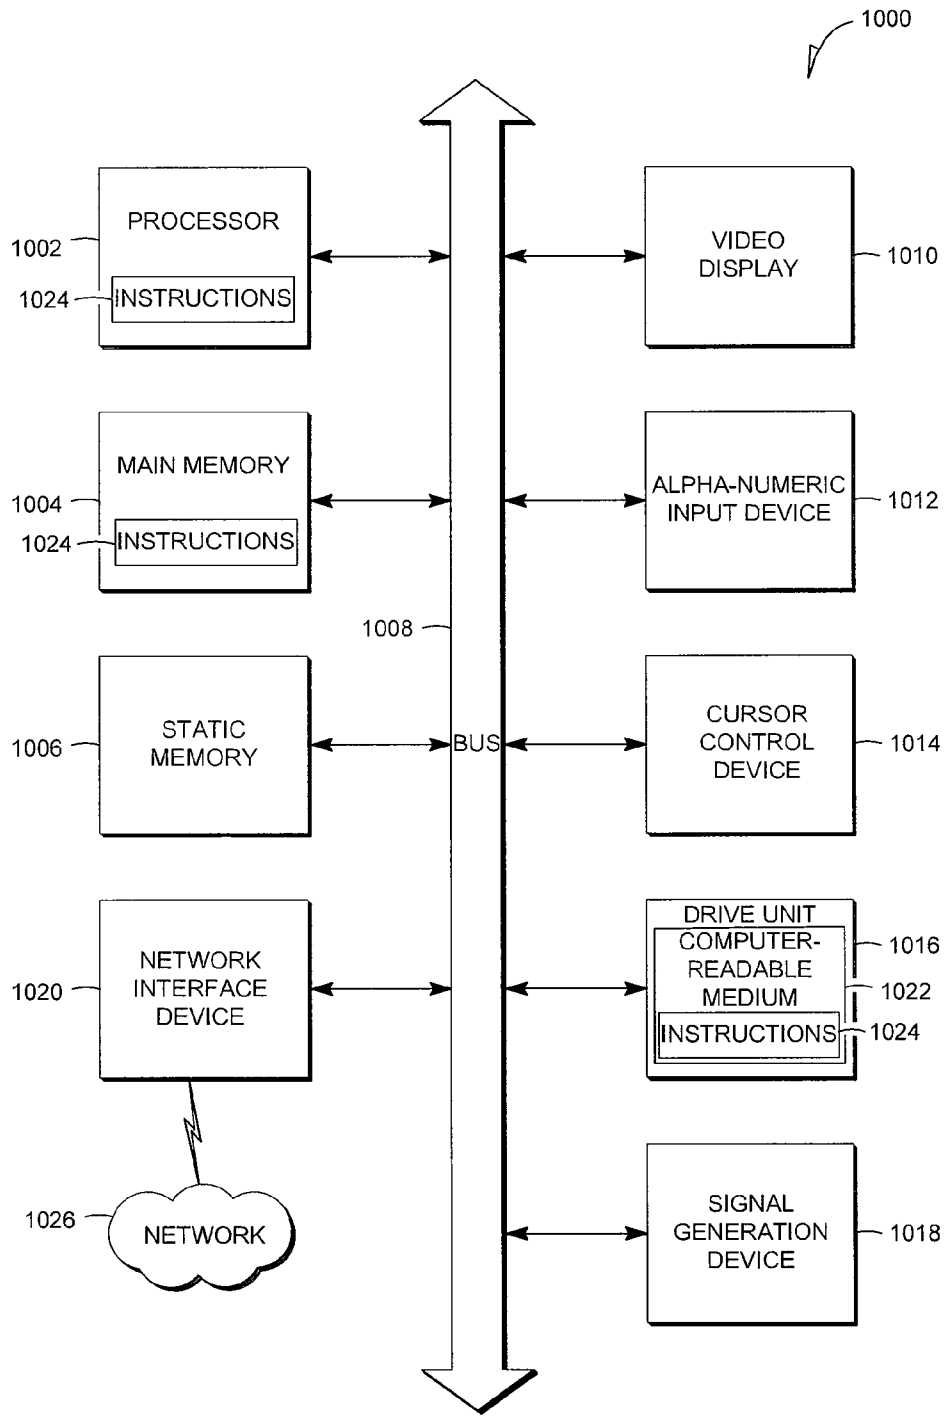 1000
PROCESSOR
1002
1024
INSTRUCTIONS
VIDEO
DISPLAY
1010
MAIN MEMORY
1004
1024
INSTRUCTIONS
ALPHA-NUMERIC
INPUT DEVICE
1012
1008
STATIC
MEMORY
1006
BUS
CURSOR
CONTROL
DEVICE
1014
NETWORK
INTERFACE
DEVICE
1020
DRIVE UNIT
COMPUTER-
READABLE
MEDIUM
INSTRUCTIONS
1016
1022
1024
1026
NETWORK
SIGNAL
GENERATION
DEVICE
1018